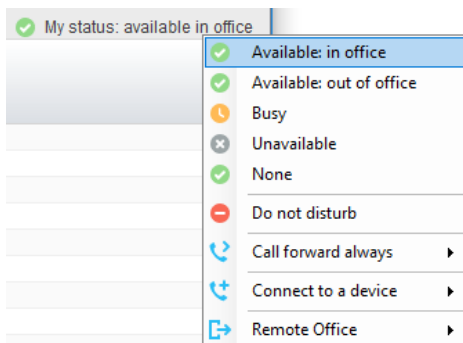 My status: available in office
Available: in office
Available: out of office
Busy
Unavailable
None
Do not disturb
Call forward always
Connect to a device
Remote Office